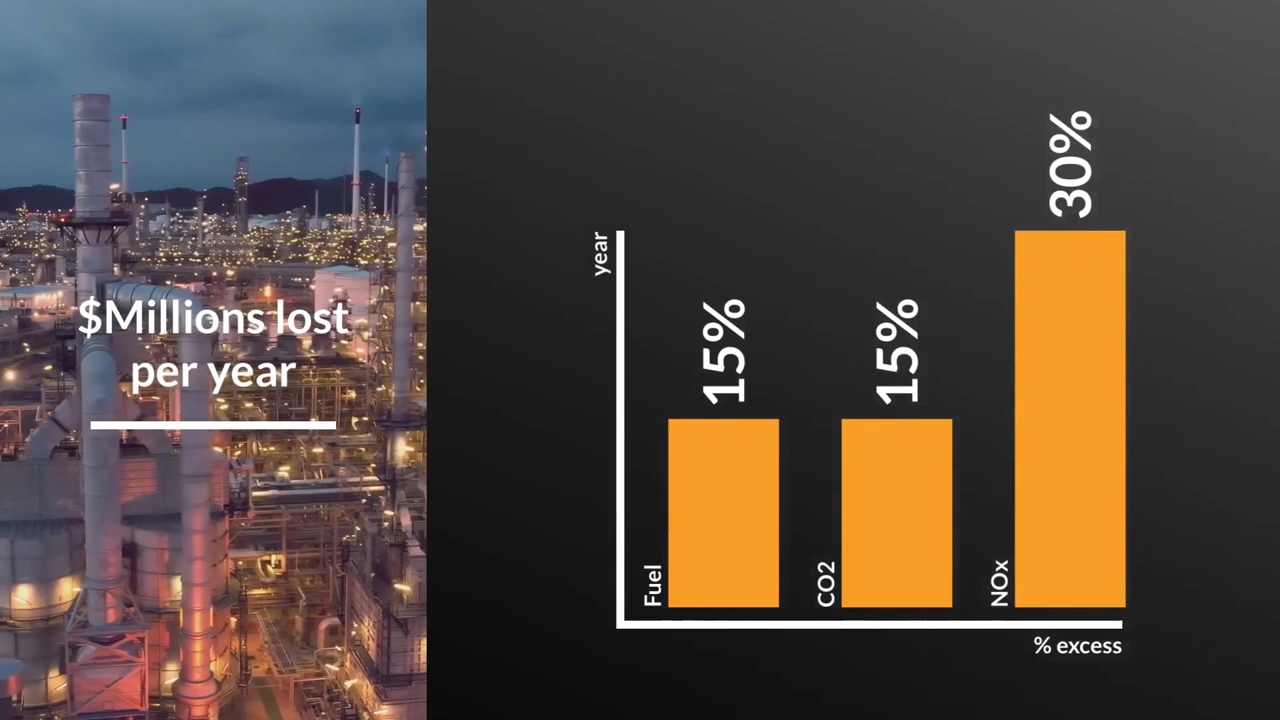 $Millions lost
per year
year
15%
15%
30%
Fuel
CO2
NOx
% excess